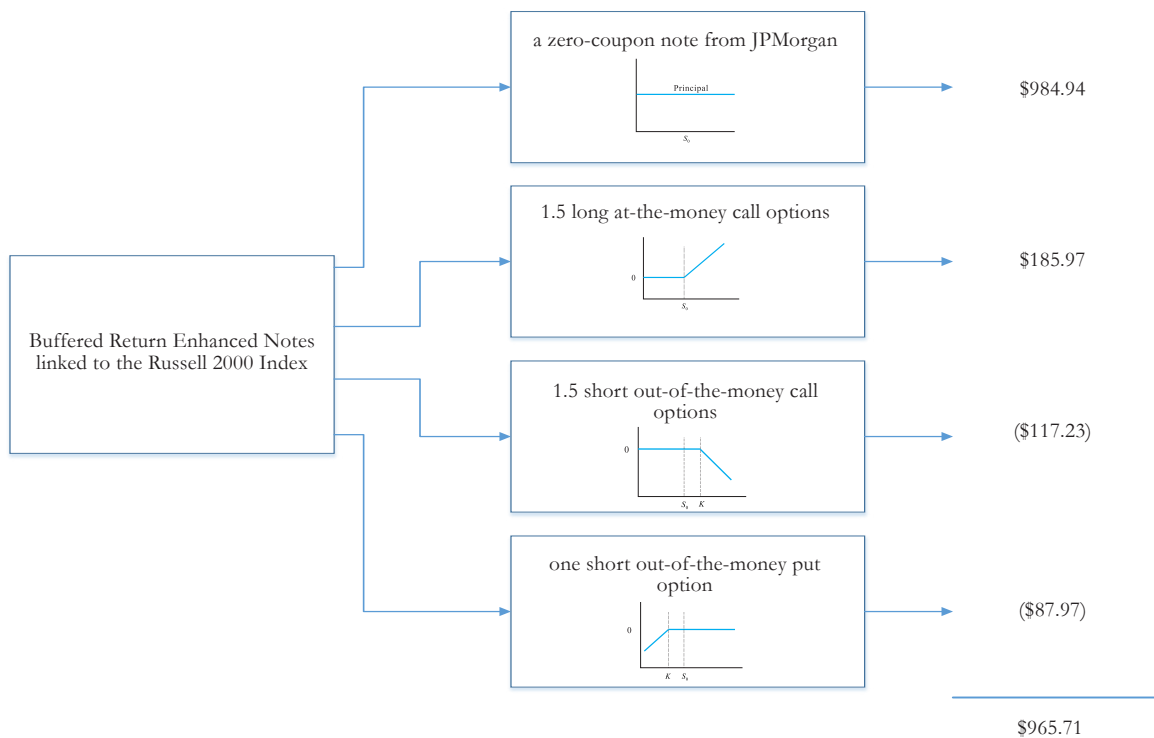 a zero-coupon note from JPMorgan
Principal
S₀
$984.94
1.5 long at-the-money call options
0
S₀
$185.97
Buffered Return Enhanced Notes
linked to the Russell 2000 Index
1.5 short out-of-the-money call
options
0
S₀ K
($117.23)
one short out-of-the-money put
option
0
K S₀
($87.97)
$965.71